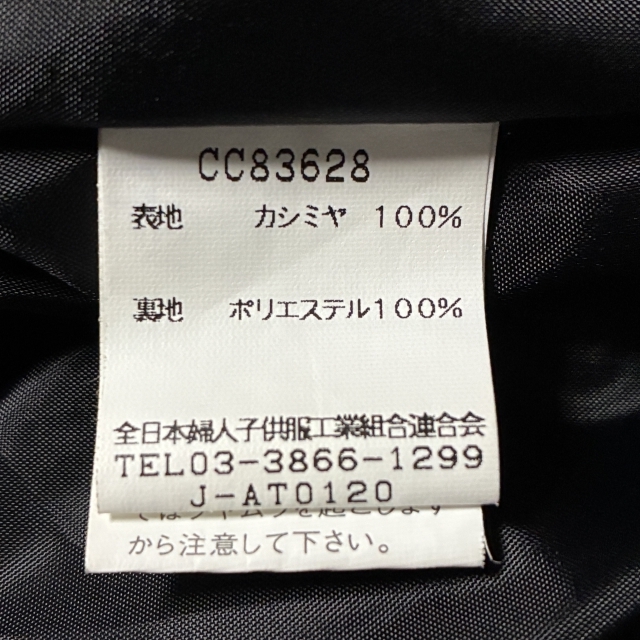 CC83628
表地 カシミヤ 100%
裏地 ポリエステル100%
全日本婦人子供服工業組合連合会
TEL03-3866-1299
J-AT0120
から注意して下さい。